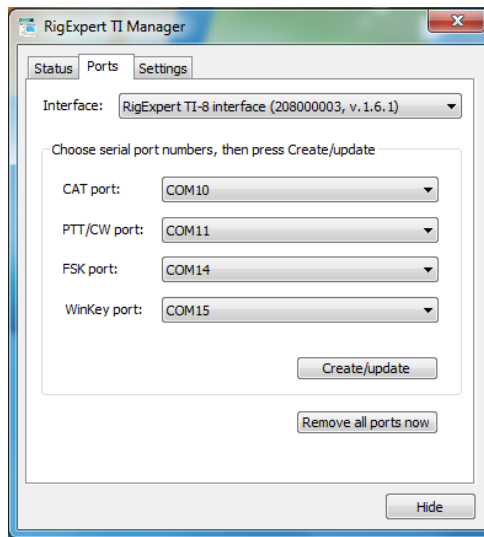 RigExpert TI Manager
Status Ports Settings
Interface: RigExpert TI-8 interface (208000003, v.1.6.1)
Choose serial port numbers, then press Create/update
CAT port: COM10
PTT/CW port: COM11
FSK port: COM14
WinKey port: COM15
Create/update
Remove all ports now
Hide